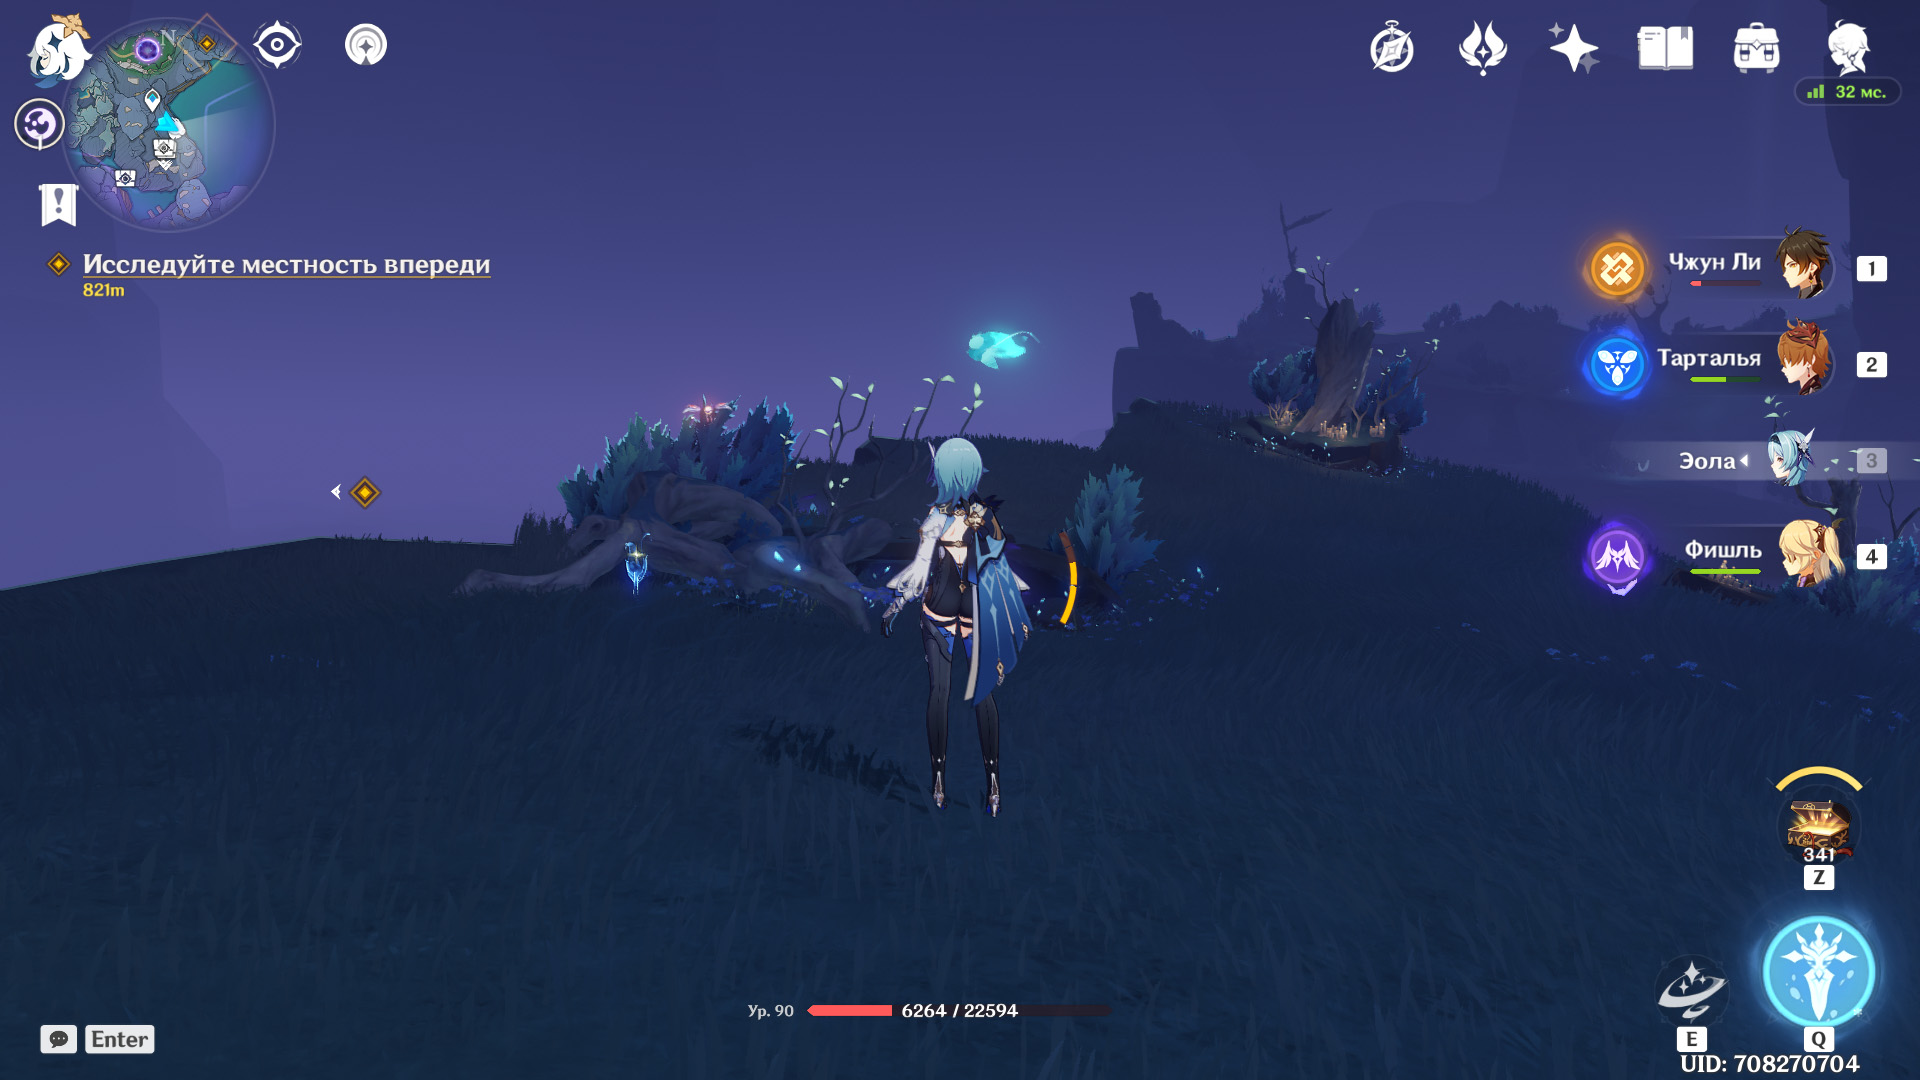 N
32 мс.
Исследуйте местность впереди
821m
Чжун Ли
1
Тарталья
2
Эола
3
Фишль
4
341
Z
Ур. 90
6264 / 22594
Enter
E
Q
UID: 708270704